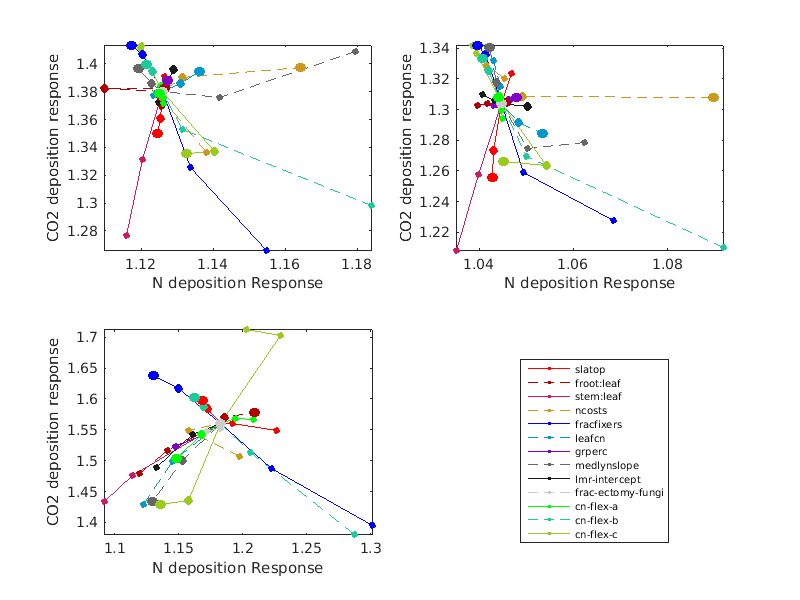 1.4
1.38
1.36
1.34
1.32
1.3
1.28
CO2 deposition response
1.12
1.14
1.16
1.18
N deposition Response
1.34
1.32
1.3
1.28
1.26
1.24
1.22
CO2 deposition response
1.04
1.06
1.08
N deposition Response
1.7
1.65
1.6
1.55
1.5
1.45
1.4
CO2 deposition response
1.1
1.15
1.2
1.25
1.3
N deposition Response
slatop
froot:leaf
stem:leaf
ncosts
fracfixers
leafcn
grperc
medlynslope
lmr-intercept
frac-ectomy-fungi
cn-flex-a
cn-flex-b
cn-flex-c